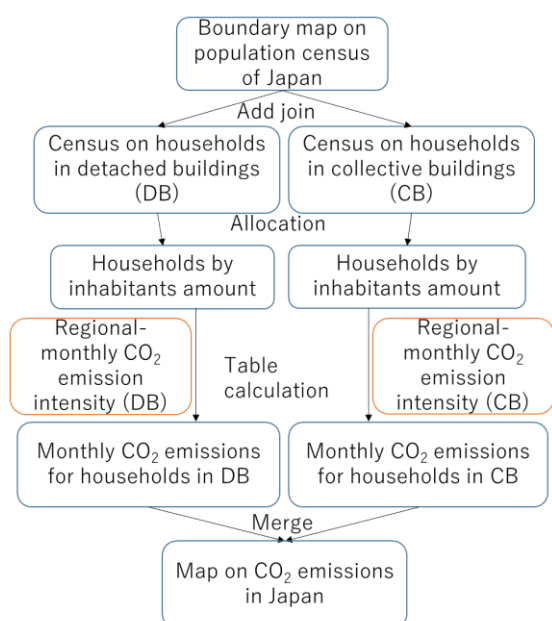 Boundary map on
population census
of Japan
Add join
Census on households
in detached buildings
(DB)
Census on households
in collective buildings
(CB)
Allocation
Households by
inhabitants amount
Households by
inhabitants amount
Regional-
monthly CO₂
emission
intensity (DB)
Table
calculation
Regional-
monthly CO₂
emission
intensity (CB)
Monthly CO₂ emissions
for households in DB
Monthly CO₂ emissions
for households in CB
Merge
Map on CO₂ emissions
in Japan